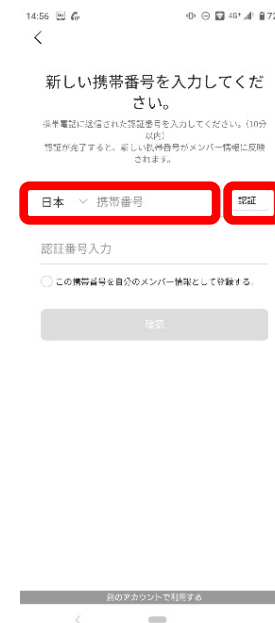 14:56
4G+
72
新しい携帯番号を入力してくだ
さい。
携帯電話に送信された認証番号を入力してください。(10分
以内)
認証が完了すると、新しい携帯番号がメンバー情報に反映
されます。
日本 携帯番号 認証
認証番号入力
この携帯番号を自分のメンバー情報として登録する。
確認
別のアカウントで利用する